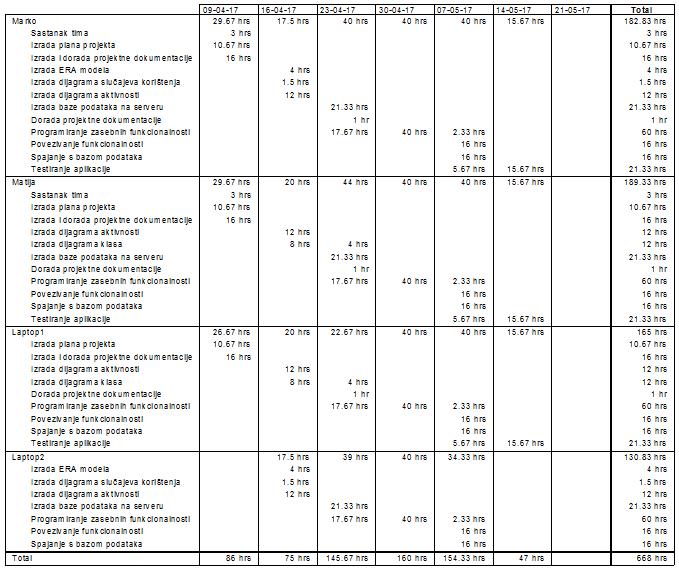 09-04-17 16-04-17 23-04-17 30-04-17 07-05-17 14-05-17 21-05-17 Total
Marko 29.67 hrs 17.5 hrs 40 hrs 40 hrs 40 hrs 15.67 hrs 182.83 hrs
Sastanak tima 3 hrs 3 hrs
Izrada plana projekta 10.67 hrs 10.67 hrs
Izrada i dorada projektne dokumentacije 16 hrs 16 hrs
Izrada ERA modela 4 hrs 4 hrs
Izrada dijagrama slučajeva korištenja 1.5 hrs 1.5 hrs
Izrada dijagrama aktivnosti 12 hrs 12 hrs
Izrada baze podataka na serveru 21.33 hrs 21.33 hrs
Dorada projektne dokumentacije 1 hr 1 hr
Programiranje zasebnih funkcionalnosti 17.67 hrs 40 hrs 2.33 hrs 60 hrs
Povezivanje funkcionalnosti 16 hrs 16 hrs
Spajanje s bazom podataka 16 hrs 16 hrs
Testiranje aplikacije 5.67 hrs 15.67 hrs 21.33 hrs
Matija 29.67 hrs 20 hrs 44 hrs 40 hrs 40 hrs 15.67 hrs 189.33 hrs
Sastanak tima 3 hrs 3 hrs
Izrada plana projekta 10.67 hrs 10.67 hrs
Izrada i dorada projektne dokumentacije 16 hrs 16 hrs
Izrada dijagrama aktivnosti 12 hrs 12 hrs
Izrada dijagrama klasa 8 hrs 4 hrs 12 hrs
Izrada baze podataka na serveru 21.33 hrs 21.33 hrs
Dorada projektne dokumentacije 1 hr 1 hr
Programiranje zasebnih funkcionalnosti 17.67 hrs 40 hrs 2.33 hrs 60 hrs
Povezivanje funkcionalnosti 16 hrs 16 hrs
Spajanje s bazom podataka 16 hrs 16 hrs
Testiranje aplikacije 5.67 hrs 15.67 hrs 21.33 hrs
Laptop1 26.67 hrs 20 hrs 22.67 hrs 40 hrs 40 hrs 15.67 hrs 165 hrs
Izrada plana projekta 10.67 hrs 10.67 hrs
Izrada i dorada projektne dokumentacije 16 hrs 16 hrs
Izrada dijagrama aktivnosti 12 hrs 12 hrs
Izrada dijagrama klasa 8 hrs 4 hrs 12 hrs
Dorada projektne dokumentacije 1 hr 1 hr
Programiranje zasebnih funkcionalnosti 17.67 hrs 40 hrs 2.33 hrs 60 hrs
Povezivanje funkcionalnosti 16 hrs 16 hrs
Spajanje s bazom podataka 16 hrs 16 hrs
Testiranje aplikacije 5.67 hrs 15.67 hrs 21.33 hrs
Laptop2 17.5 hrs 39 hrs 40 hrs 34.33 hrs 130.83 hrs
Izrada ERA modela 4 hrs 4 hrs
Izrada dijagrama slučajeva korištenja 1.5 hrs 1.5 hrs
Izrada dijagrama aktivnosti 12 hrs 12 hrs
Izrada baze podataka na serveru 21.33 hrs 21.33 hrs
Programiranje zasebnih funkcionalnosti 17.67 hrs 40 hrs 2.33 hrs 60 hrs
Povezivanje funkcionalnosti 16 hrs 16 hrs
Spajanje s bazom podataka 16 hrs 16 hrs
Total 86 hrs 75 hrs 145.67 hrs 160 hrs 154.33 hrs 47 hrs 668 hrs